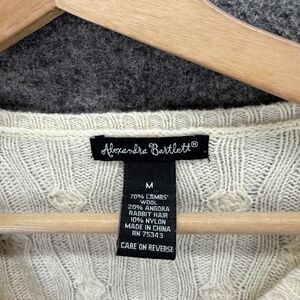 Alexandra Bartlett®
M
70% LAMBS'
WOOL
20% ANGORA
RABBIT HAIR
10% NYLON
MADE IN CHINA
RN 75343
CARE ON REVERSE